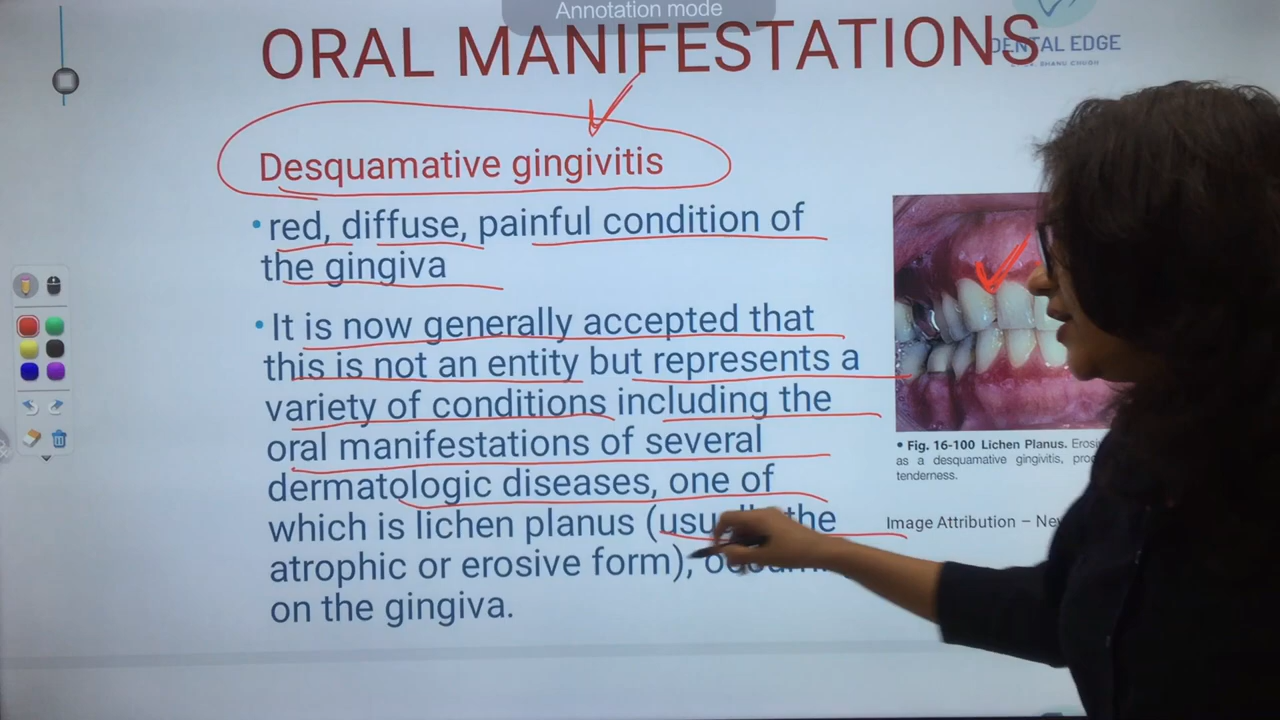 Annotation mode
ORAL MANIFESTATIONS
DENTAL EDGE
Desquamative gingivitis
• red, diffuse, painful condition of
the gingiva
• It is now generally accepted that
this is not an entity but represents a
variety of conditions including the
oral manifestations of several
dermatologic diseases, one of
which is lichen planus (usually the
atrophic or erosive form),
on the gingiva.
• Fig. 16-100 Lichen Planus.
as a desquamative gingivitis,
tenderness.
Image Attribution –